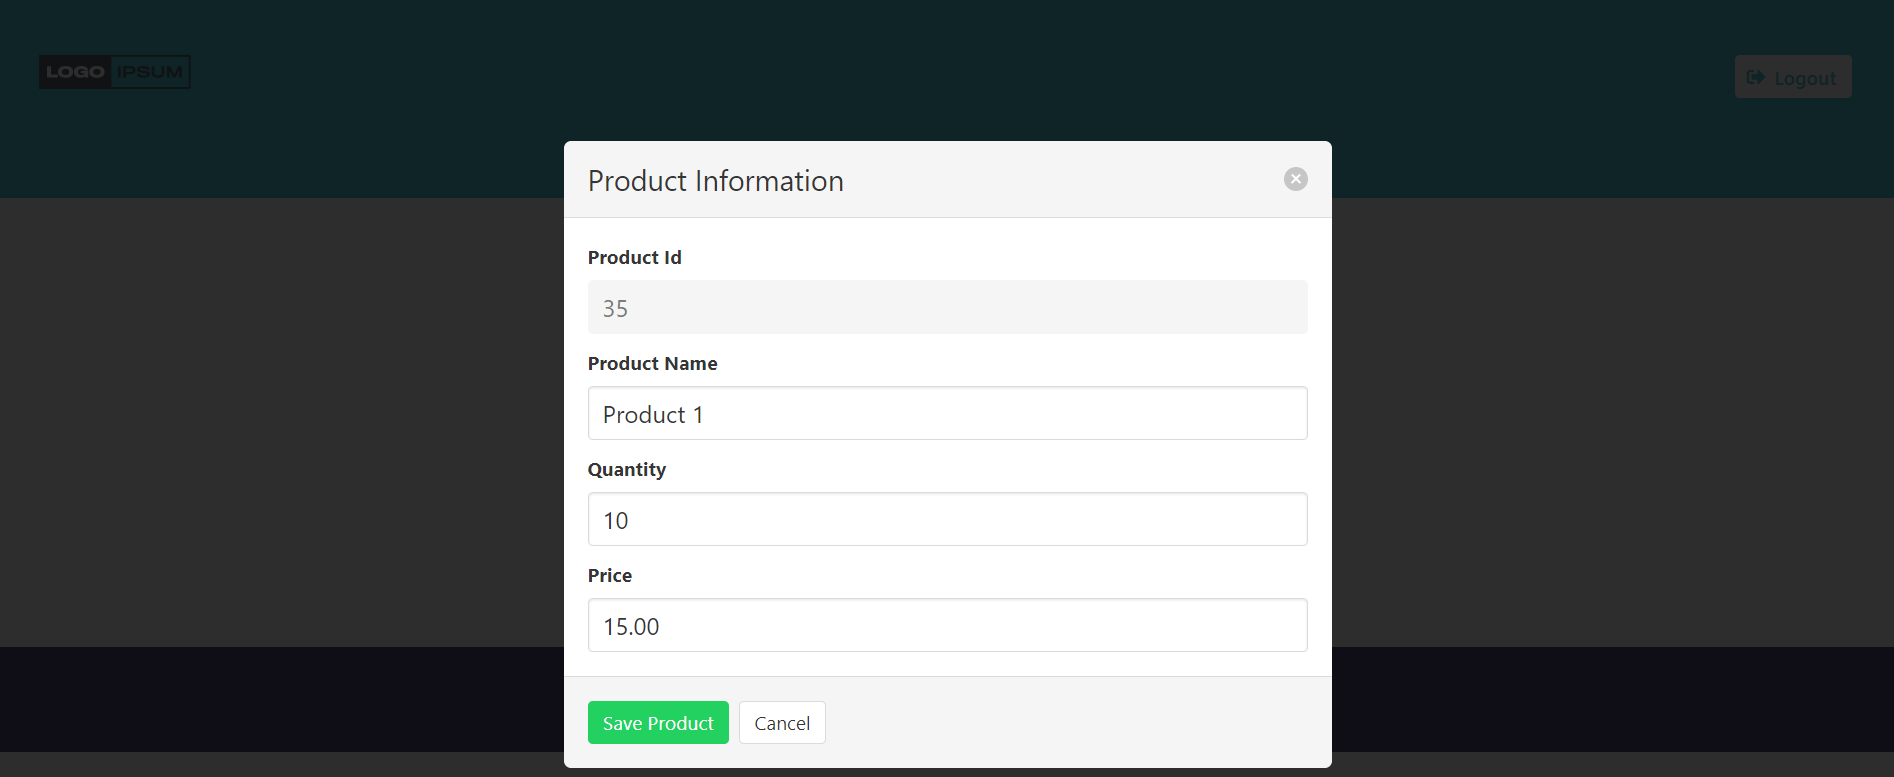 LOGO IPSUM
Logout
Product Information
Product Id
35
Product Name
Product 1
Quantity
10
Price
15.00
Save Product Cancel